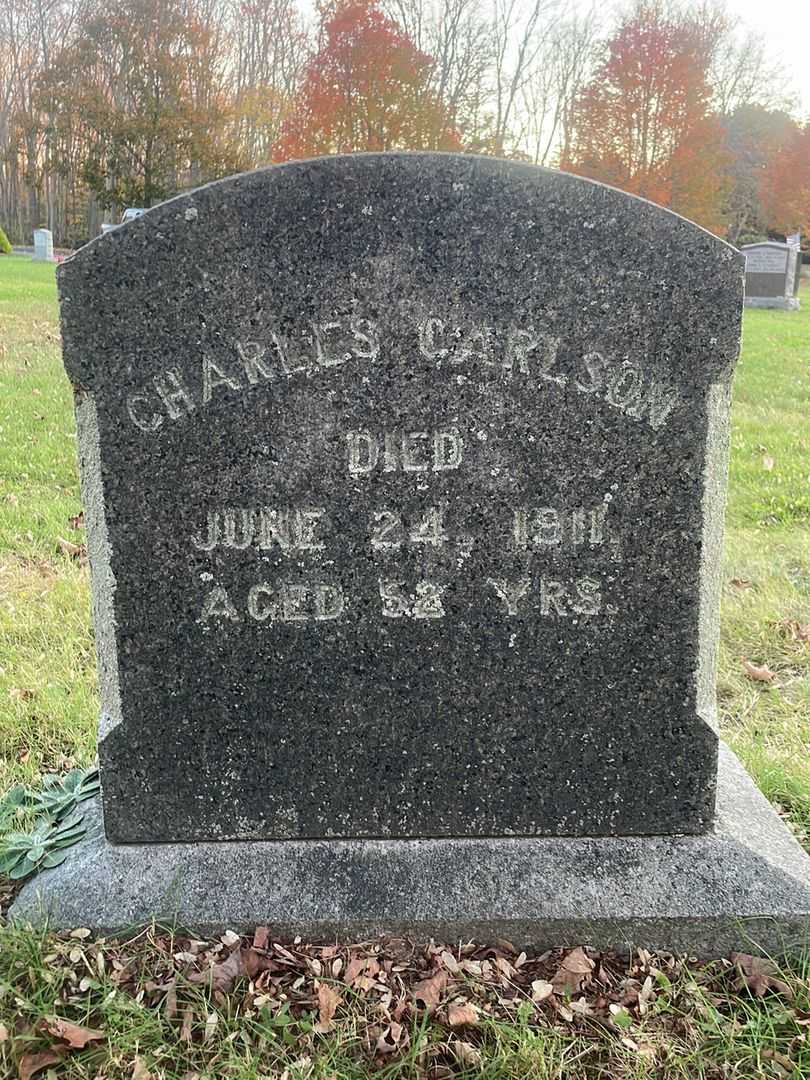 CHARLES CARLSON
DIED
JUNE 24, 1911.
AGED 52 YRS.